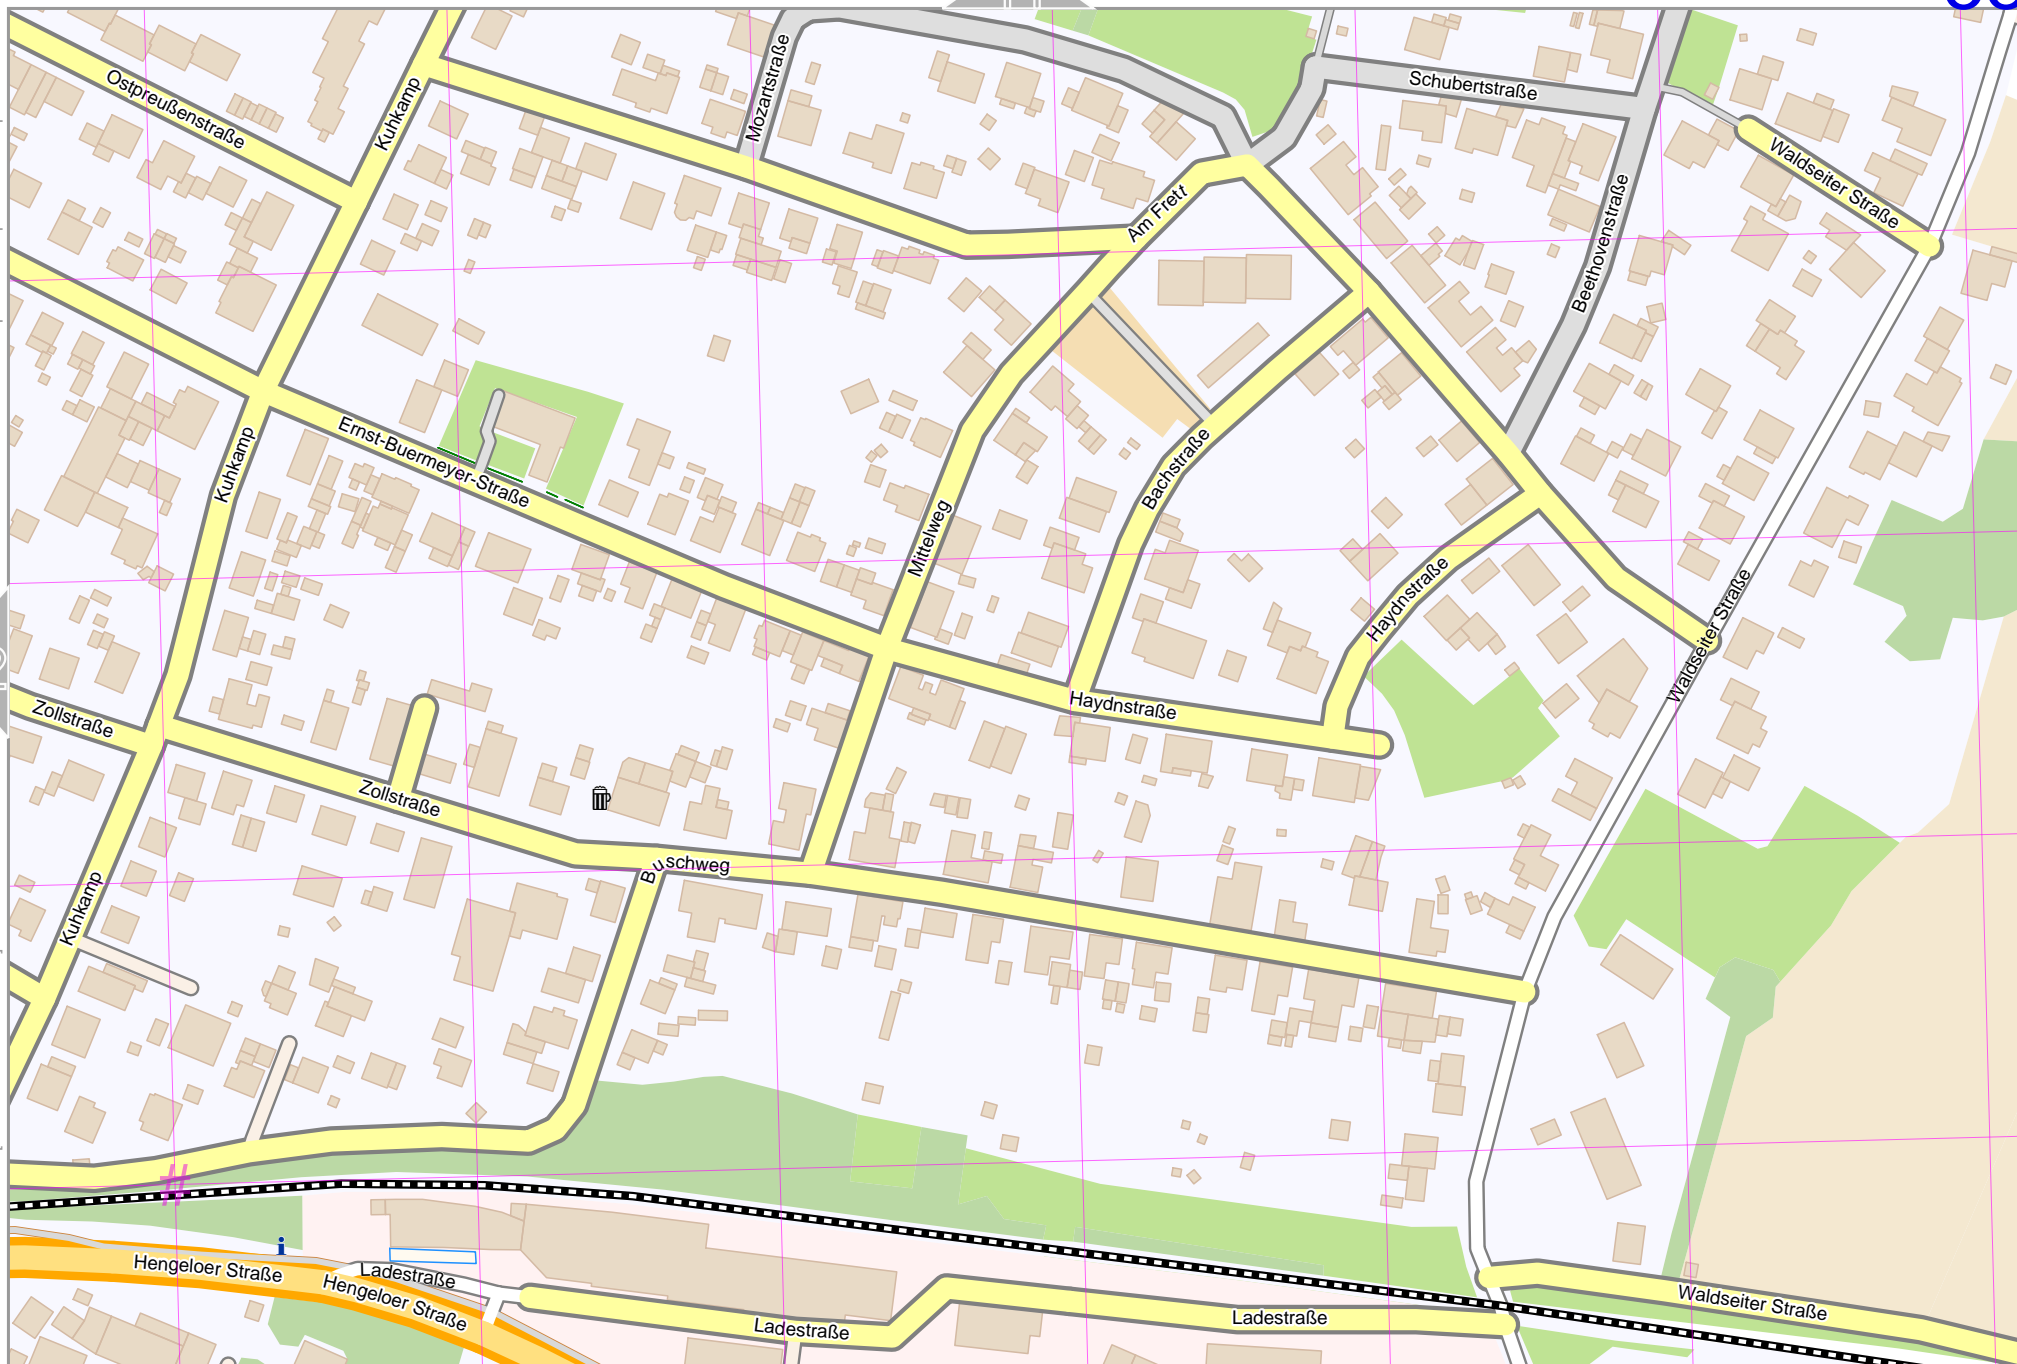 Ostpreußenstraße
Kuhkamp
Mozartstraße
Schubertstraße
Waldseiter Straße
Am Frett
Beethovenstraße
Kuhkamp
Ernst-Buermeyer-Straße
Bachstraße
Mittelweg
Haydnstraße
Waldseiter Straße
Zollstraße
Haydnstraße
Zollstraße
Buschweg
Kuhkamp
Hengeloer Straße
Ladestraße
Hengeloer Straße
Ladestraße
Ladestraße
Waldseiter Straße